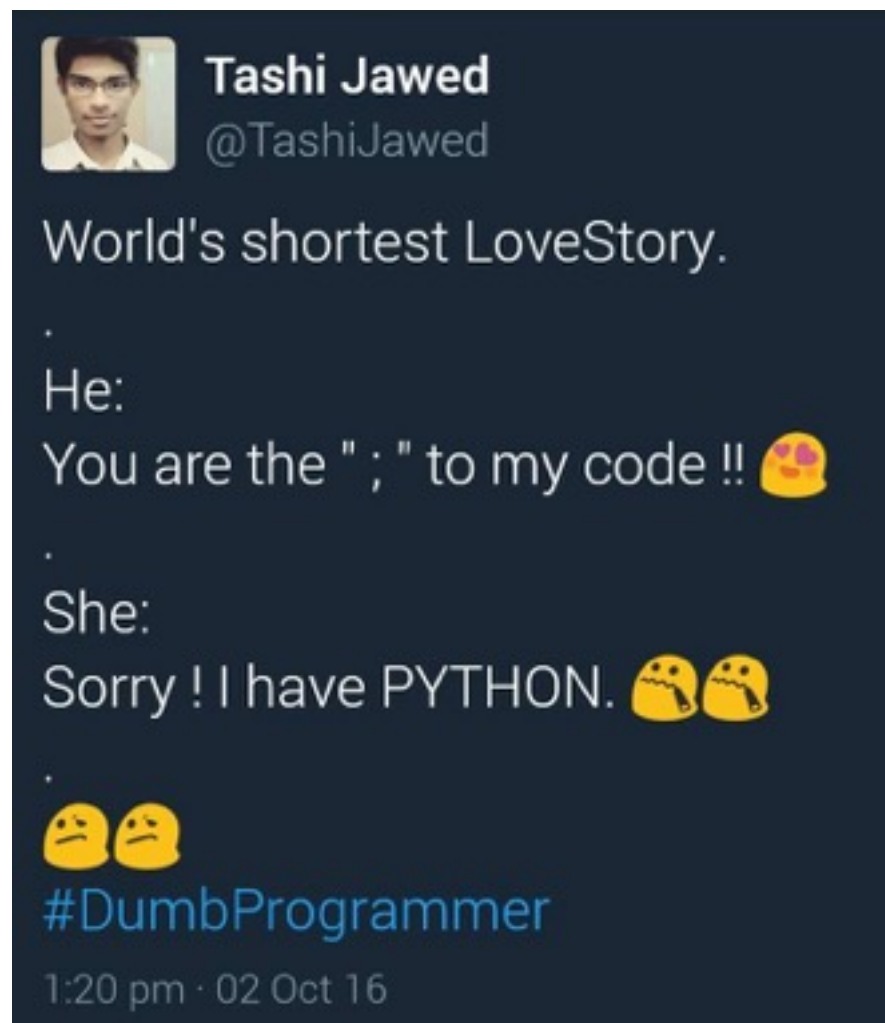 Tashi Jawed
@TashiJawed
World's shortest LoveStory.
.
He:
You are the " ; " to my code !! 😍
.
She:
Sorry ! I have PYTHON. 🤥🤥
.
😕😕
#DumbProgrammer
1:20 pm · 02 Oct 16